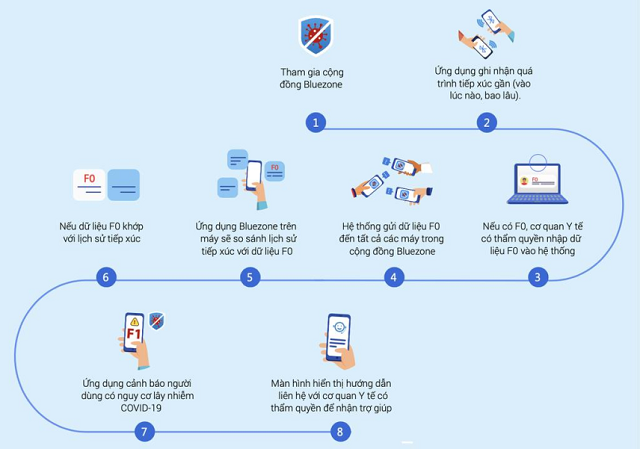 Tham gia cộng
đồng Bluezone
1
Ứng dụng ghi nhận quá
trình tiếp xúc gần (vào
lúc nào, bao lâu).
2
F0
Nếu có F0, cơ quan Y tế
có thẩm quyền nhập dữ
liệu F0 vào hệ thống
3
Hệ thống gửi dữ liệu F0
đến tất cả các máy trong
cộng đồng Bluezone
4
F0
Ứng dụng Bluezone trên
máy sẽ so sánh lịch sử
tiếp xúc với dữ liệu F0
5
F0
Nếu dữ liệu F0 khớp
với lịch sử tiếp xúc
6
F1
Ứng dụng cảnh báo người
dùng có nguy cơ lây nhiễm
COVID-19
7
Màn hình hiển thị hướng dẫn
liên hệ với cơ quan Y tế có
thẩm quyền để nhận trợ giúp
8